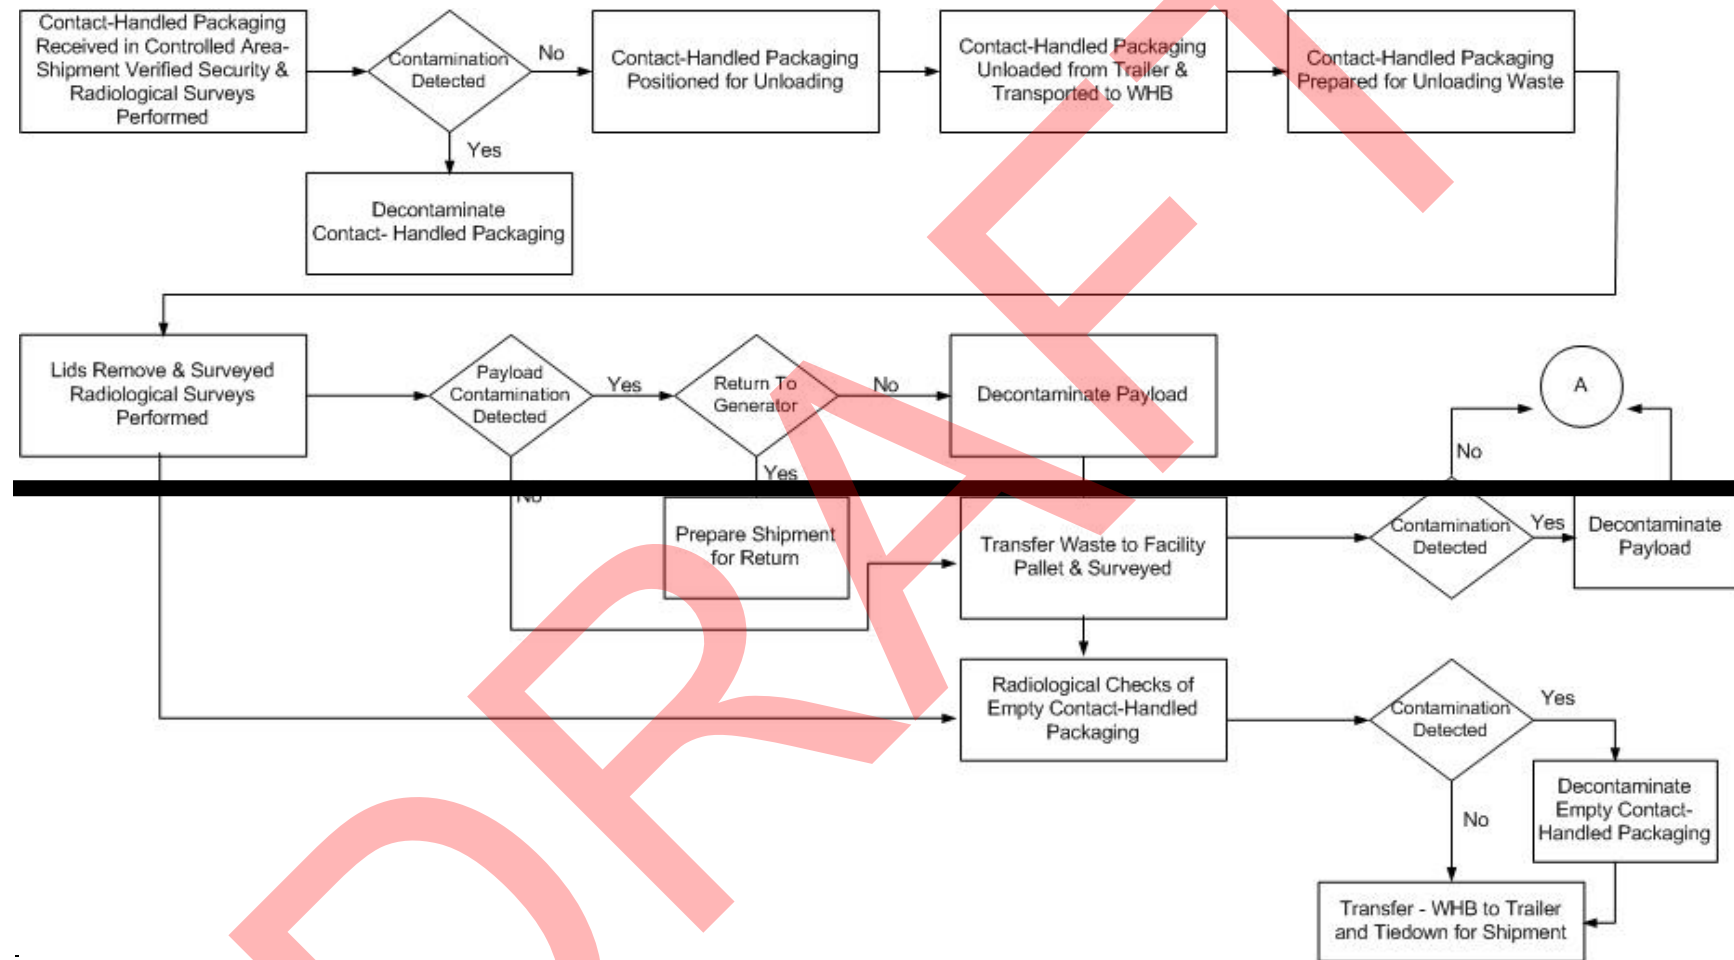 Contact-Handled Packaging
Received in Controlled Area-
Shipment Verified Security &
Radiological Surveys
Performed
Contamination
Detected
No
Yes
Contact-Handled Packaging
Positioned for Unloading
Contact-Handled Packaging
Unloaded from Trailer &
Transported to WHB
Contact-Handled Packaging
Prepared for Unloading Waste
Decontaminate
Contact- Handled Packaging
Lids Remove & Surveyed
Radiological Surveys
Performed
Payload
Contamination
Detected
Yes
No
Return To
Generator
No
Yes
Decontaminate Payload
A
No
Prepare Shipment
for Return
Transfer Waste to Facility
Pallet & Surveyed
Contamination
Detected
Yes
Decontaminate
Payload
Radiological Checks of
Empty Contact-Handled
Packaging
Contamination
Detected
Yes
No
Decontaminate
Empty Contact-
Handled Packaging
Transfer - WHB to Trailer
and Tiedown for Shipment
DRAFT